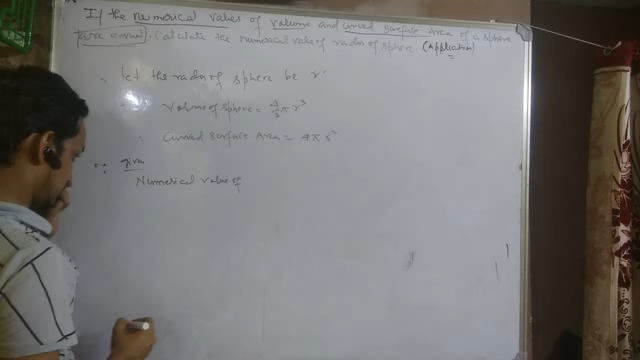 If the numerical values of volume and curved surface area of a sphere
are equal. Calculate the numerical value of radius of sphere. (Application)
let the radius of sphere be r
Volume of sphere = 4/3 π r³
Curved Surface Area = 4π r²
∵ given
Numerical value of